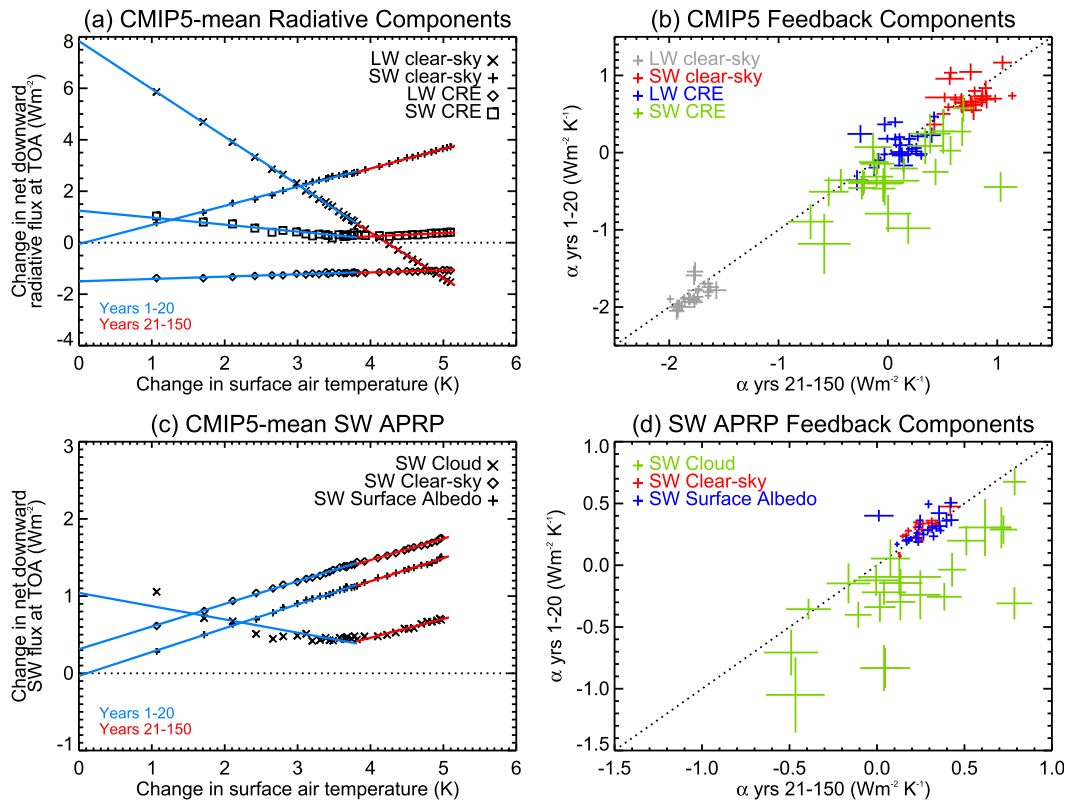 (a) CMIP5-mean Radiative Components
Change in net downward
radiative flux at TOA (Wm⁻²)
8
6
4
2
0
-2
-4
LW clear-sky
SW clear-sky
LW CRE
SW CRE
Years 1-20
Years 21-150
0 1 2 3 4 5 6
Change in surface air temperature (K)
(b) CMIP5 Feedback Components
α yrs 1-20 (Wm⁻² K⁻¹)
1
0
-1
-2
LW clear-sky
SW clear-sky
LW CRE
SW CRE
-2 -1 0 1
α yrs 21-150 (Wm⁻² K⁻¹)
(c) CMIP5-mean SW APRP
Change in net downward
SW flux at TOA (Wm⁻²)
3
2
1
0
-1
SW Cloud
SW Clear-sky
SW Surface Albedo
Years 1-20
Years 21-150
0 1 2 3 4 5 6
Change in surface air temperature (K)
(d) SW APRP Feedback Components
α yrs 1-20 (Wm⁻² K⁻¹)
1.0
0.5
0.0
-0.5
-1.0
-1.5
SW Cloud
SW Clear-sky
SW Surface Albedo
-1.5 -1.0 -0.5 0.0 0.5 1.0
α yrs 21-150 (Wm⁻² K⁻¹)